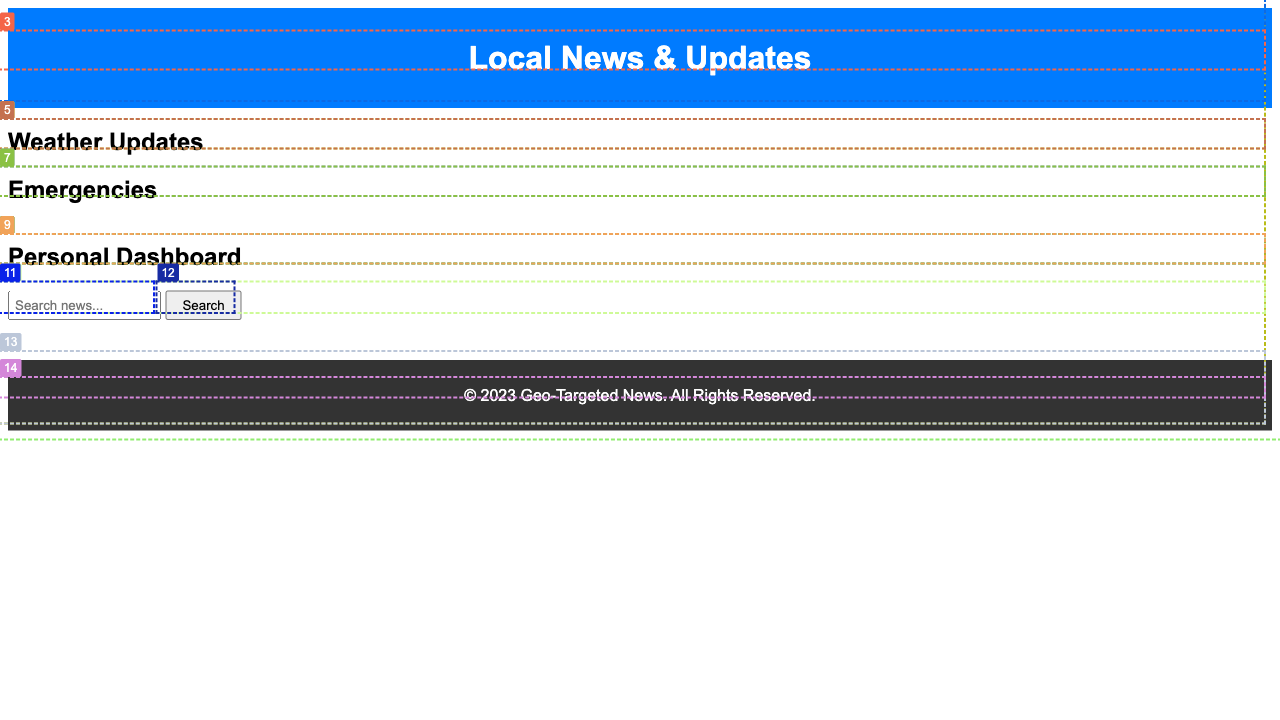 3
Local News & Updates
5
Weather Updates
7
Emergencies
9
Personal Dashboard
11 12
Search news... Search
13
14
© 2023 Geo-Targeted News. All Rights Reserved.